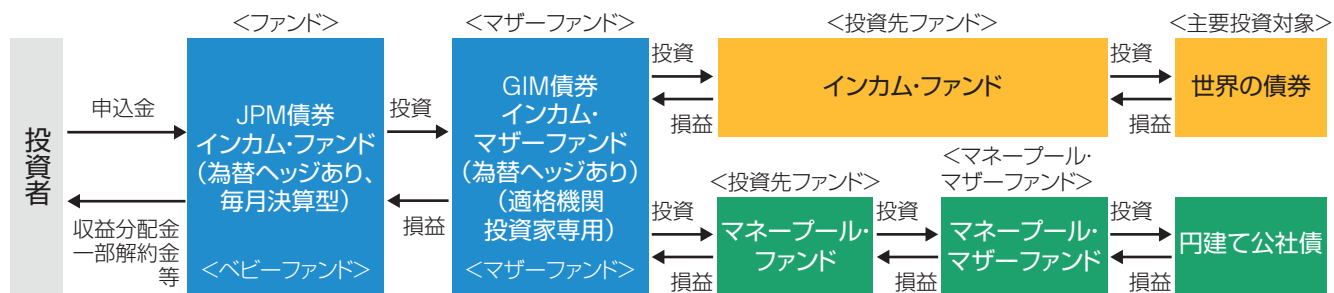 <ファンド>
<マザーファンド>
<投資先ファンド>
<主要投資対象>
投資者
申込金
収益分配金
一部解約金
等
JPM債券
インカム・ファンド
(為替ヘッジあり、
毎月決算型)
<ベビーファンド>
投資
損益
GIM債券
インカム・
マザーファンド
(為替ヘッジあり)
(適格機関
投資家専用)
<マザーファンド>
投資
損益
インカム・ファンド
投資
損益
世界の債券
投資
損益
<投資先ファンド>
マネープール・
ファンド
投資
損益
<マネープール・
マザーファンド>
マネープール・
マザーファンド
投資
損益
円建て公社債